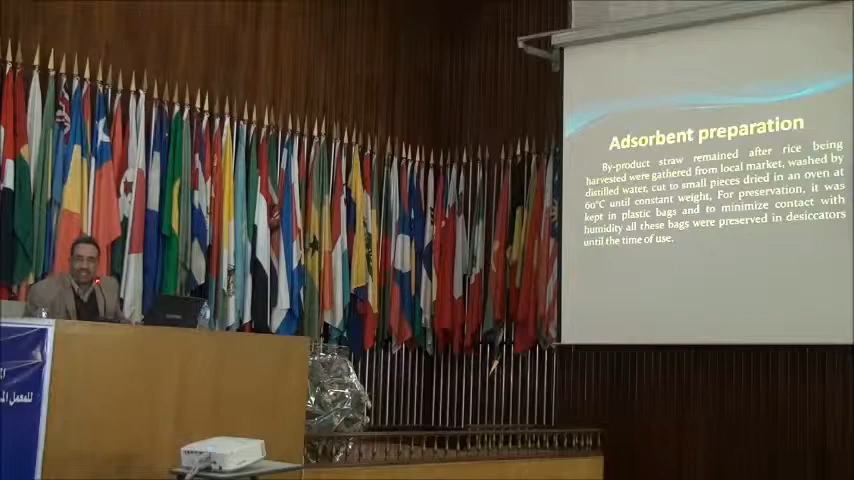 Adsorbent preparation
By-product straw remained after rice being
harvested were gathered from local market, washed by
distilled water, cut to small pieces dried in an oven at
60°C until constant weight, For preservation, it was
kept in plastic bags and to minimize contact with
humidity all these bags were preserved in desiccators
until the time of use.